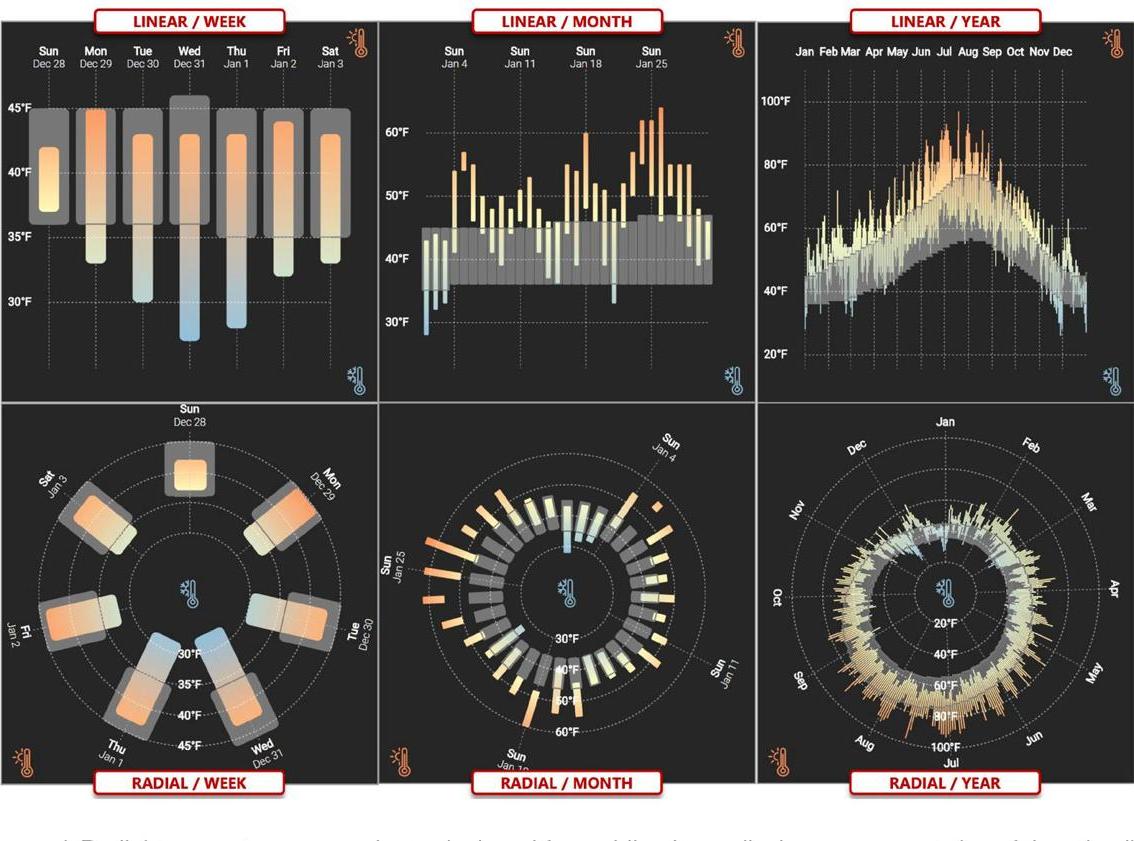 LINEAR / WEEK
LINEAR / MONTH
LINEAR / YEAR
Sun Mon Tue Wed Thu Fri Sat
Dec 28 Dec 29 Dec 30 Dec 31 Jan 1 Jan 2 Jan 3
45°F
40°F
35°F
30°F
Sun Sun Sun Sun
Jan 4 Jan 11 Jan 18 Jan 25
60°F
50°F
40°F
30°F
Jan Feb Mar Apr May Jun Jul Aug Sep Oct Nov Dec
100°F
80°F
60°F
40°F
20°F
Sun
Dec 28
Mon
Dec 29
Tue
Dec 30
Wed
Dec 31
Thu
Jan 1
Fri
Jan 2
Sat
Jan 3
30°F
35°F
40°F
45°F
Sun
Jan 4
Sun
Jan 11
Sun
Sun
Jan 25
30°F
40°F
50°F
60°F
Jan
Feb
Mar
Apr
May
Jun
Jul
Aug
Sep
Oct
Nov
Dec
20°F
40°F
60°F
80°F
100°F
RADIAL / WEEK
RADIAL / MONTH
RADIAL / YEAR